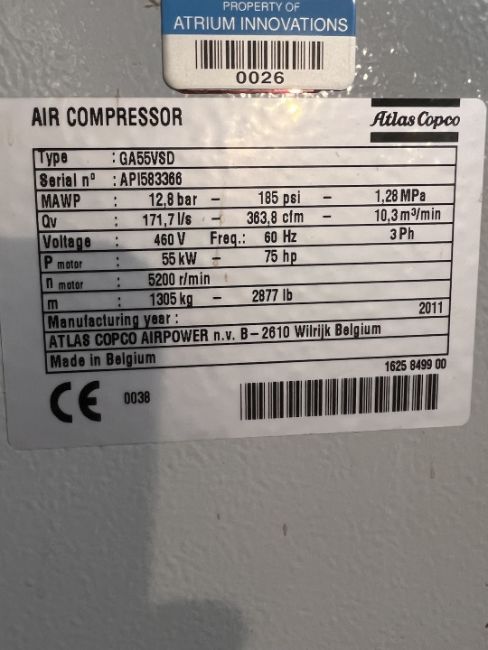 PROPERTY OF
ATRIUM INNOVATIONS
0026
AIR COMPRESSOR Atlas Copco
Type : GA55VSD
Serial nº : API583366
MAWP : 12,8 bar – 185 psi – 1,28 MPa
Qv : 171,7 l/s – 363,8 cfm – 10,3 m³/min
Voltage : 460 V Freq.: 60 Hz 3 Ph
P motor : 55 kW – 75 hp
n motor : 5200 r/min
m : 1305 kg – 2877 lb
Manufacturing year : 2011
ATLAS COPCO AIRPOWER n.v. B – 2610 Wilrijk Belgium
Made in Belgium 1625 8499 00
CE 0038